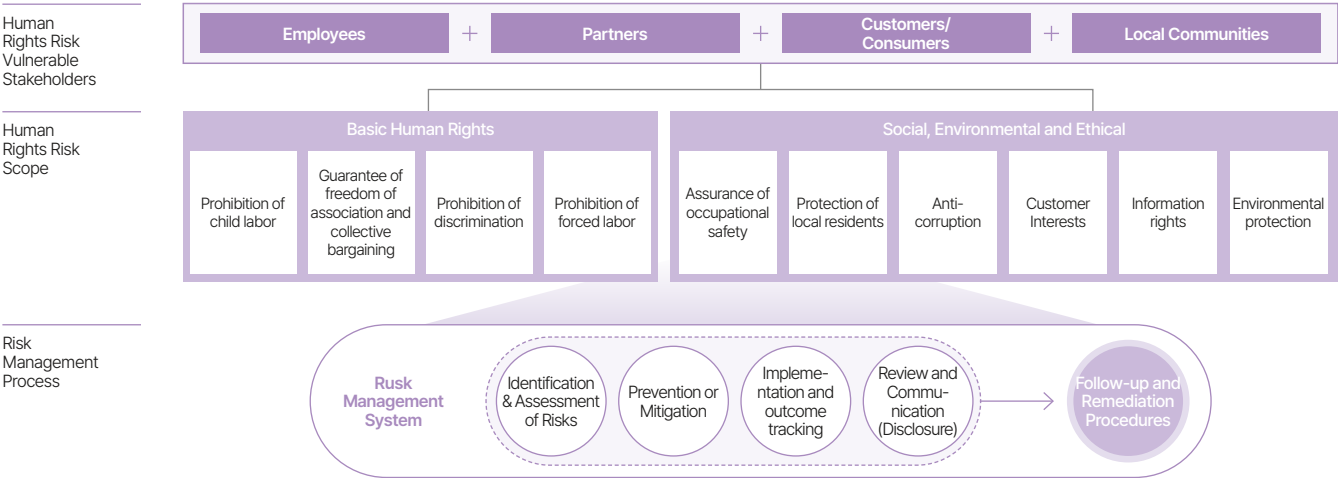 Human
Rights Risk
Vulnerable
Stakeholders
Employees + Partners + Customers/
Consumers + Local Communities
Human
Rights Risk
Scope
Basic Human Rights
Prohibition of
child labor
Guarantee of
freedom of
association and
collective
bargaining
Prohibition of
discrimination
Prohibition of
forced labor
Social, Environmental and Ethical
Assurance of
occupational
safety
Protection of
local residents
Anti-
corruption
Customer
Interests
Information
rights
Environmental
protection
Risk
Management
Process
Rusk
Management
System
Identification
& Assessment
of Risks
Prevention or
Mitigation
Impleme-
ntation and
outcome
tracking
Review and
Commu-
nication
(Disclosure)
Follow-up and
Remediation
Procedures